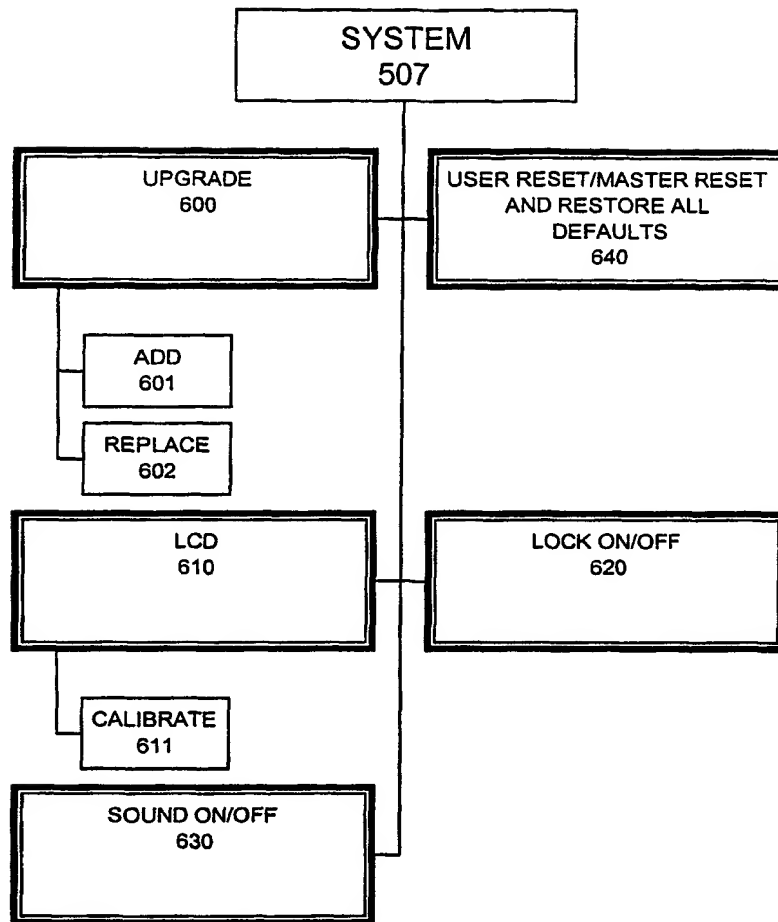 SYSTEM
507
UPGRADE
600
USER RESET/MASTER RESET
AND RESTORE ALL
DEFAULTS
640
ADD
601
REPLACE
602
LCD
610
LOCK ON/OFF
620
CALIBRATE
611
SOUND ON/OFF
630